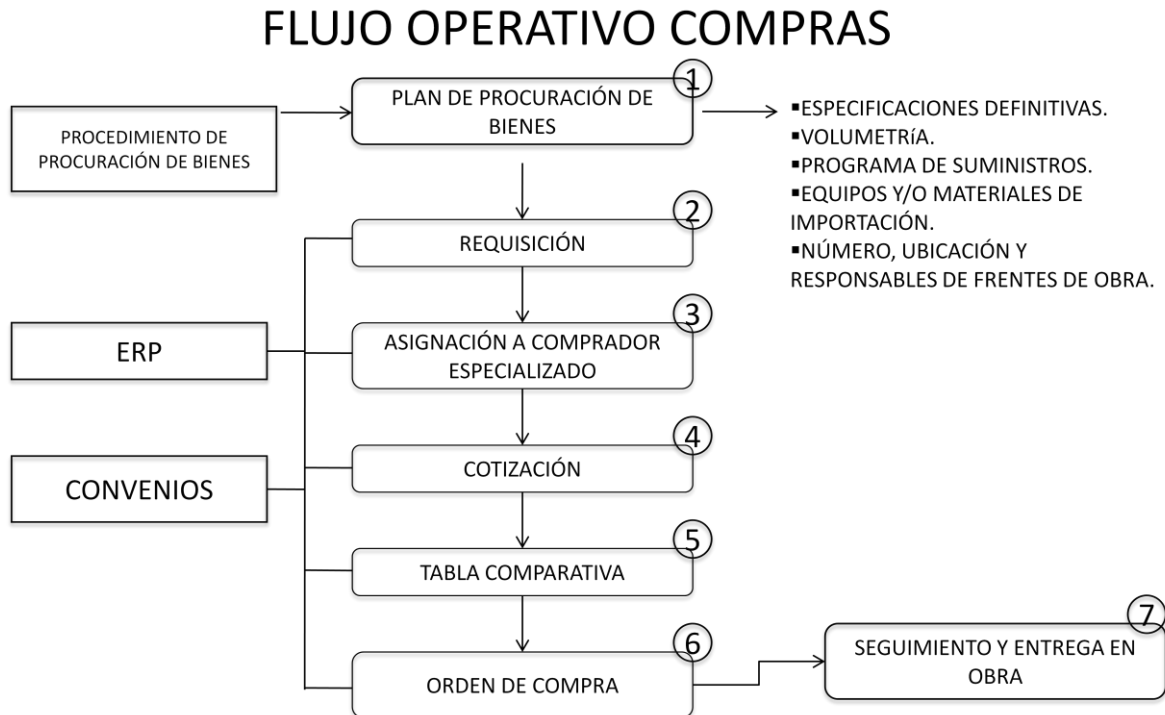 FLUJO OPERATIVO COMPRAS
PROCEDIMIENTO DE
PROCURACIÓN DE BIENES
1
PLAN DE PROCURACIÓN DE
BIENES
▪ESPECIFICACIONES DEFINITIVAS.
▪VOLUMETRíA.
▪PROGRAMA DE SUMINISTROS.
▪EQUIPOS Y/O MATERIALES DE
IMPORTACIÓN.
▪NÚMERO, UBICACIÓN Y
RESPONSABLES DE FRENTES DE OBRA.
2
REQUISICIÓN
ERP
3
ASIGNACIÓN A COMPRADOR
ESPECIALIZADO
CONVENIOS
4
COTIZACIÓN
5
TABLA COMPARATIVA
6
ORDEN DE COMPRA
7
SEGUIMIENTO Y ENTREGA EN
OBRA